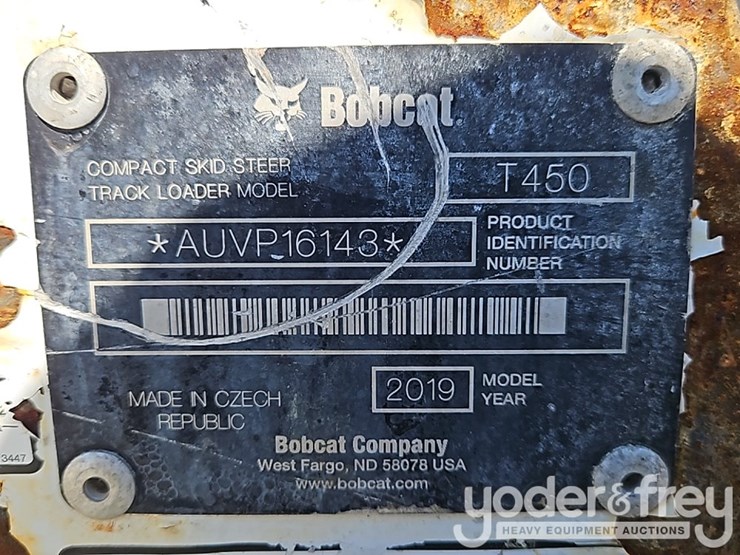 Bobcat
COMPACT SKID STEER
TRACK LOADER MODEL
T450
*AUVP16143*
PRODUCT
IDENTIFICATION
NUMBER
MADE IN CZECH
REPUBLIC
2019
MODEL
YEAR
Bobcat Company
West Fargo, ND 58078 USA
www.bobcat.com
3447
yoder&frey
HEAVY EQUIPMENT AUCTIONS